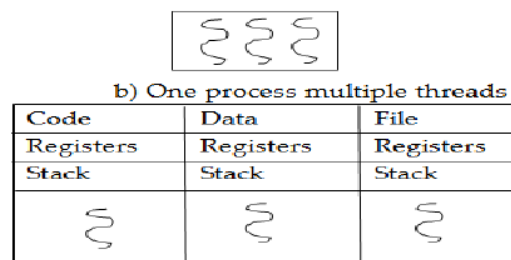 b) One process multiple threads
Code Data File
Registers Registers Registers
Stack Stack Stack